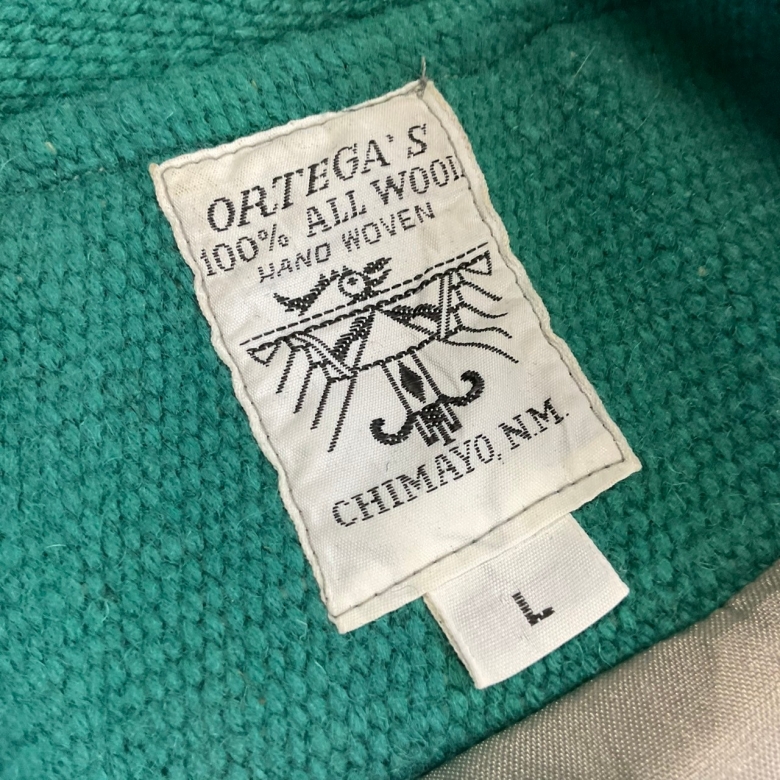 ORTEGA'S
100% ALL WOOL
HAND WOVEN
CHIMAYO, N.M.
L